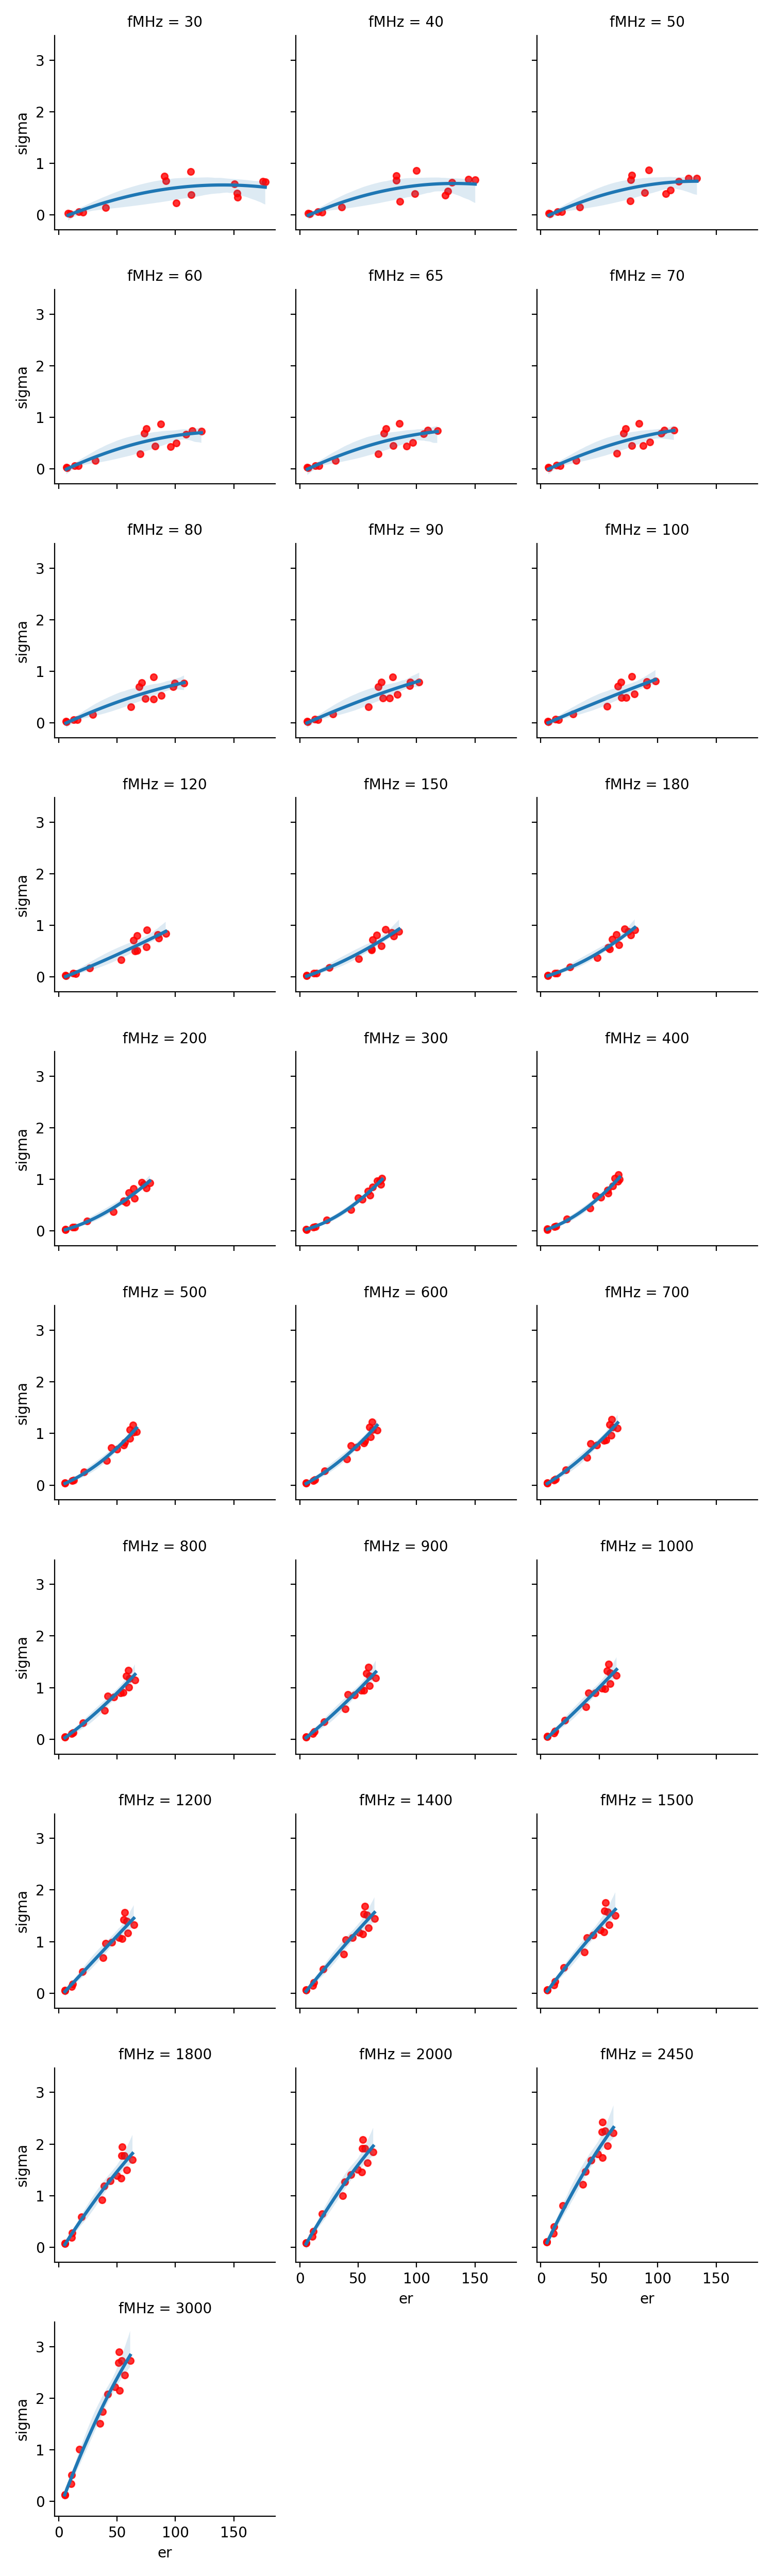 fMHz = 30 fMHz = 40 fMHz = 50
3
2
1
0
sigma
fMHz = 60 fMHz = 65 fMHz = 70
3
2
1
0
sigma
fMHz = 80 fMHz = 90 fMHz = 100
3
2
1
0
sigma
fMHz = 120 fMHz = 150 fMHz = 180
3
2
1
0
sigma
fMHz = 200 fMHz = 300 fMHz = 400
3
2
1
0
sigma
fMHz = 500 fMHz = 600 fMHz = 700
3
2
1
0
sigma
fMHz = 800 fMHz = 900 fMHz = 1000
3
2
1
0
sigma
fMHz = 1200 fMHz = 1400 fMHz = 1500
3
2
1
0
sigma
fMHz = 1800 fMHz = 2000 fMHz = 2450
3
2
1
0
sigma
0 50 100 150 0 50 100 150
er er
fMHz = 3000
3
2
1
0
sigma
0 50 100 150
er